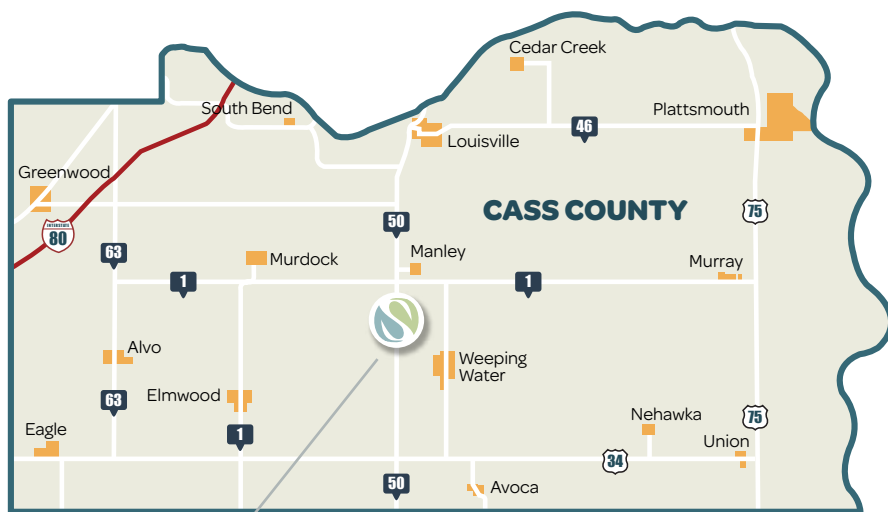 Cedar Creek
South Bend
Plattsmouth
46
Louisville
Greenwood
CASS COUNTY
75
50
INTERSTATE
80
63
Murdock
Manley
Murray
1
1
Alvo
Weeping
Water
63
Elmwood
Nehawka
75
Eagle
1
Union
34
50
Avoca